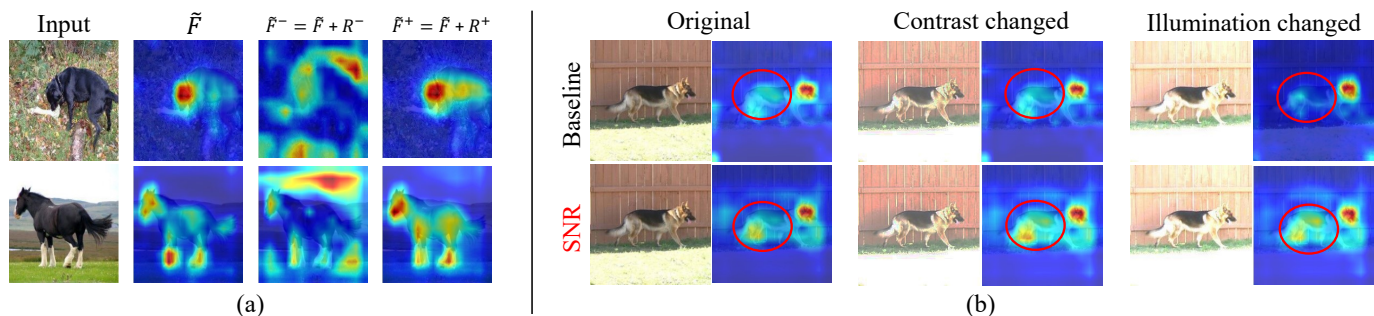 Input F̃ F̃⁻ = F̃ + R⁻ F̃⁺ = F̃ + R⁺
(a)
Original Contrast changed Illumination changed
Baseline
SNR
(b)